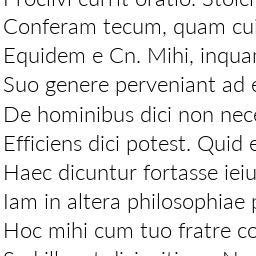 Proclivi currit oratio. Stoici
Conferam tecum, quam cui
Equidem e Cn. Mihi, inqua
Suo genere perveniant ad e
De hominibus dici non nece
Efficiens dici potest. Quid e
Haec dicuntur fortasse ieiu
Iam in altera philosophiae p
Hoc mihi cum tuo fratre co